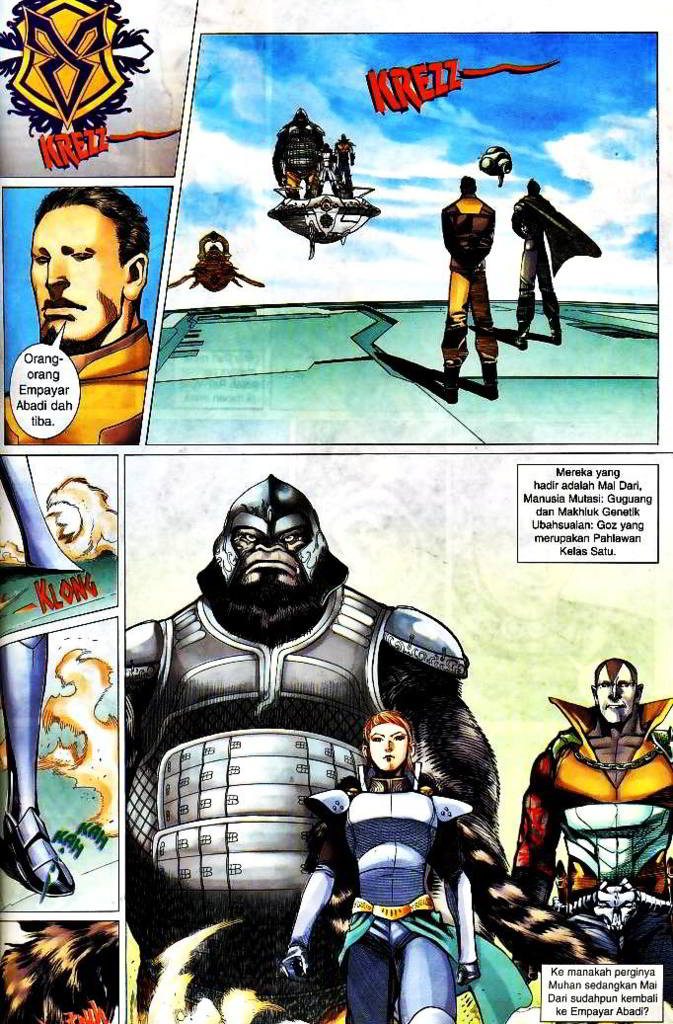 KREZZ
KREZZ
Orang-
orang
Empayar
Abadi dah
tiba.
KLONG
Mereka yang
hadir adalah Mai Dari,
Manusia Mutasi: Guguang
dan Makhluk Genetik
Ubahsualan: Goz yang
merupakan Pahlawan
Kelas Satu.
Ke manakah perginya
Muhan sedangkan Mai
Dari sudahpun kembali
ke Empayar Abadi?